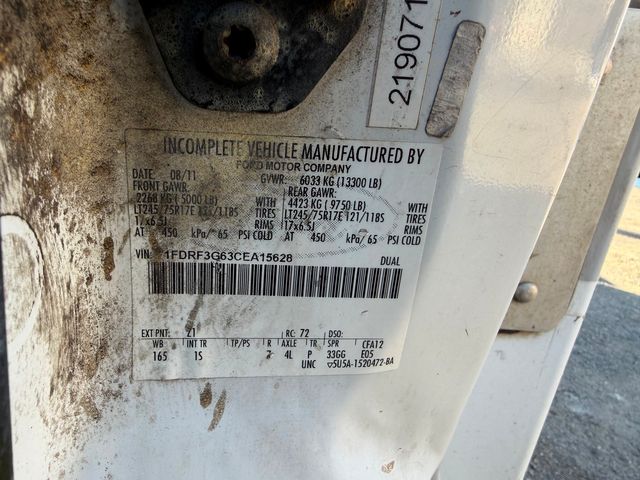 219071
INCOMPLETE VEHICLE MANUFACTURED BY
FORD MOTOR COMPANY
DATE 08/11 GVWR: 6033 KG (13300 LB)
FRONT GAWR: REAR GAWR:
2268 KG (5000 LB) WITH 4423 KG (9750 LB) WITH
LT245/75R17E 121/118S TIRES LT245/75R17E 121/118S TIRES
17x6.5J RIMS 17x6.5J RIMS
AT 450 kPa/65 PSI COLD AT 450 kPa/65 PSI COLD
VIN: 1FDRF3G63CEA15628 DUAL
EXT PNT: Z1 RC: 72 DSO:
WB INT TR TP/PS R AXLE TR SPR CFA12
165 1S 2 4L P 33GG E05
UNC ▽5U5A-1520472-BA